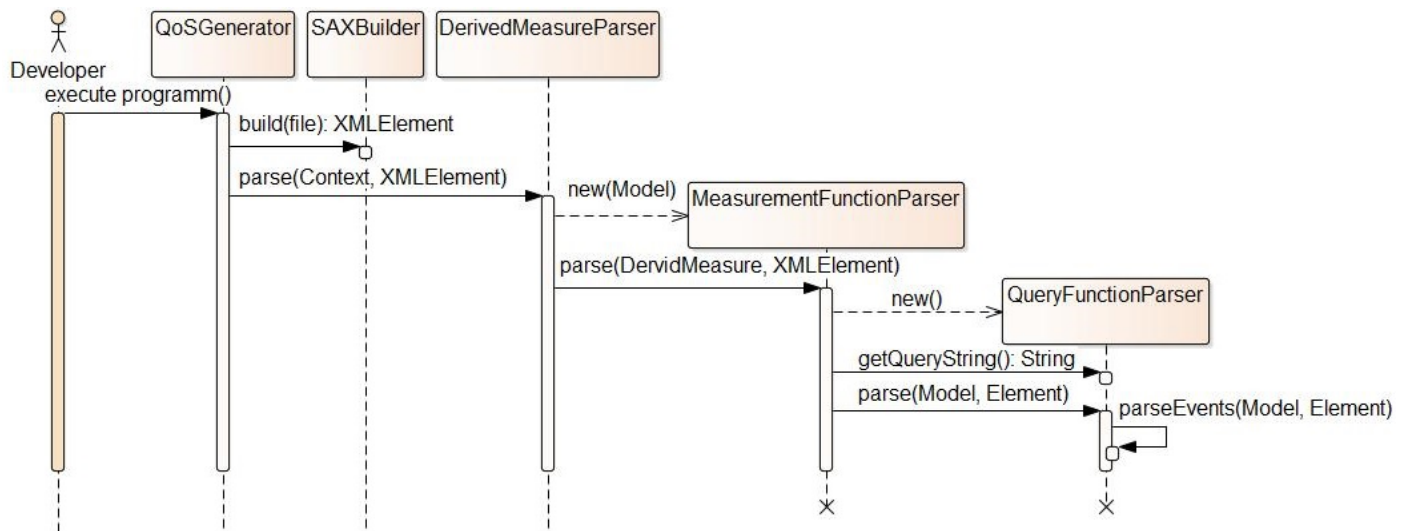 QoSGenerator
SAXBuilder
DerivedMeasureParser
Developer
execute programm()
build(file): XMLElement
parse(Context, XMLElement)
new(Model)
MeasurementFunctionParser
parse(DervidMeasure, XMLElement)
new()
QueryFunctionParser
getQueryString(): String
parse(Model, Element)
parseEvents(Model, Element)